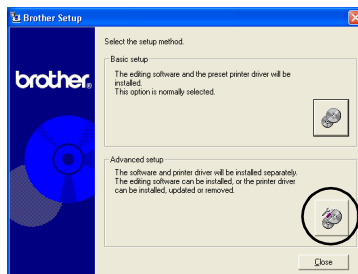 Brother Setup
Select the setup method.
brother.
Basic setup
The editing software and the preset printer driver will be
installed.
This option is normally selected.
Advanced setup
The software and printer driver will be installed separately.
The editing software can be installed, or the printer driver
can be installed, updated or removed.
Close